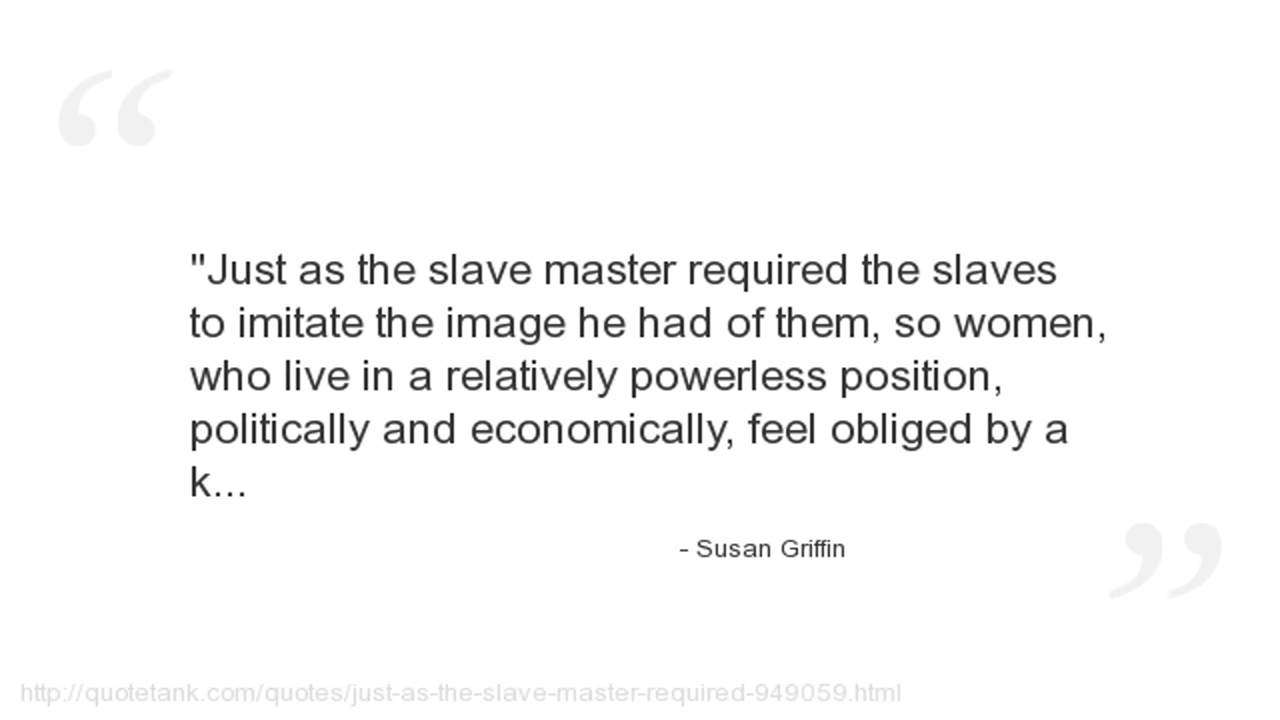 "Just as the slave master required the slaves
to imitate the image he had of them, so women,
who live in a relatively powerless position,
politically and economically, feel obliged by a
k...
- Susan Griffin
http://quotetank.com/quotes/just-as-the-slave-master-required-949059.html